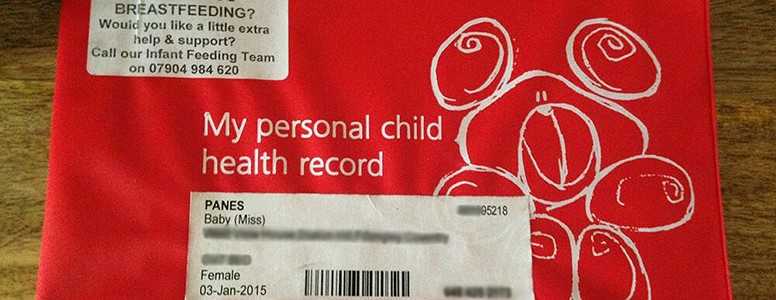 BREASTFEEDING?
Would you like a little extra
help & support?
Call our Infant Feeding Team
on 07904 984 620
My personal child
health record
PANES
95218
Baby (Miss)
Female
03-Jan-2015